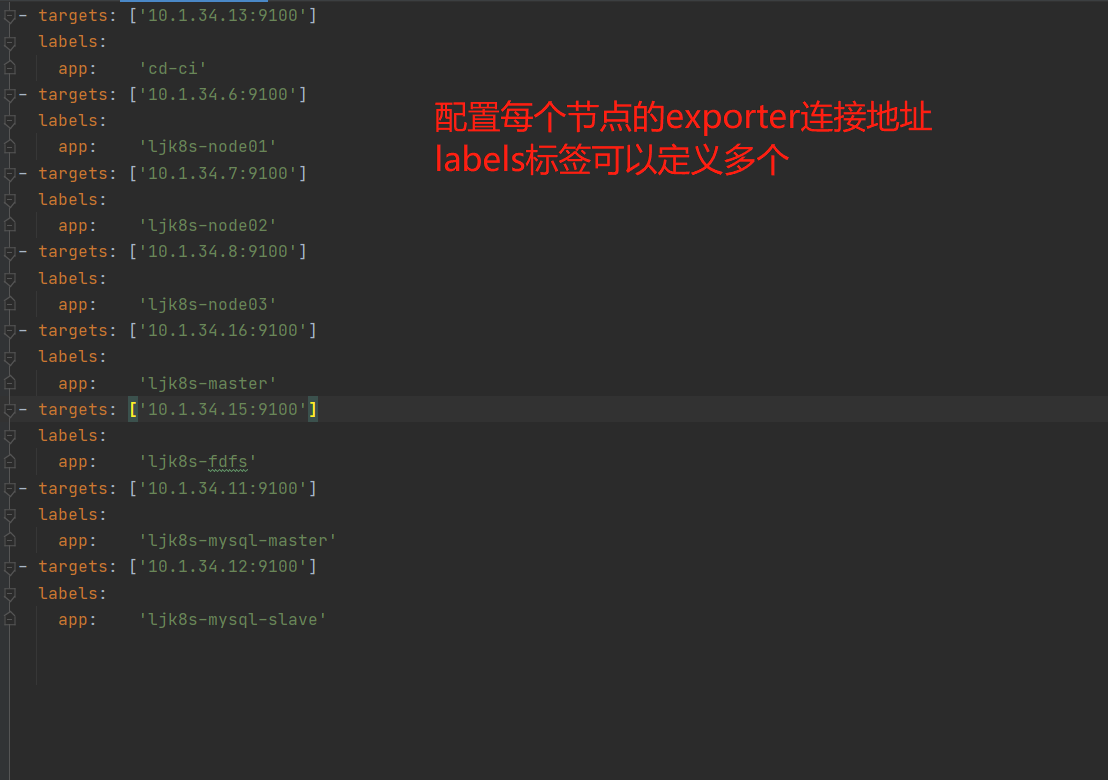 - targets: ['10.1.34.13:9100']
  labels:
    app:    'cd-ci'
- targets: ['10.1.34.6:9100']
  labels:
    app:    'ljk8s-node01'
- targets: ['10.1.34.7:9100']
  labels:
    app:    'ljk8s-node02'
- targets: ['10.1.34.8:9100']
  labels:
    app:    'ljk8s-node03'
- targets: ['10.1.34.16:9100']
  labels:
    app:    'ljk8s-master'
- targets: ['10.1.34.15:9100']
  labels:
    app:    'ljk8s-fdfs'
- targets: ['10.1.34.11:9100']
  labels:
    app:    'ljk8s-mysql-master'
- targets: ['10.1.34.12:9100']
  labels:
    app:    'ljk8s-mysql-slave'
配置每个节点的exporter连接地址
labels标签可以定义多个